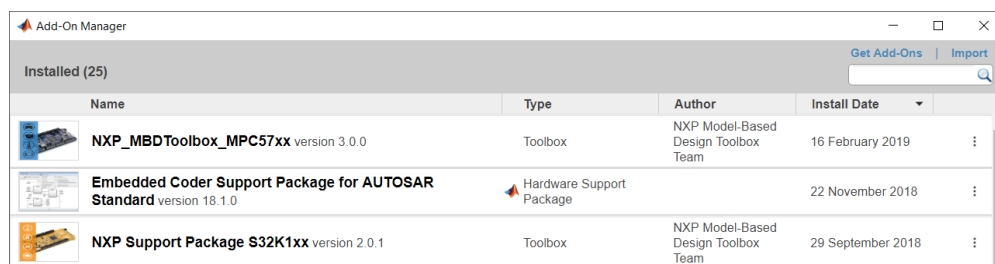 Add-On Manager
Get Add-Ons | Import
Installed (25)
Name Type Author Install Date
NXP_MBDToolbox_MPC57xx version 3.0.0 Toolbox NXP Model-Based Design Toolbox Team 16 February 2019
Embedded Coder Support Package for AUTOSAR Standard version 18.1.0 Hardware Support Package 22 November 2018
NXP Support Package S32K1xx version 2.0.1 Toolbox NXP Model-Based Design Toolbox Team 29 September 2018